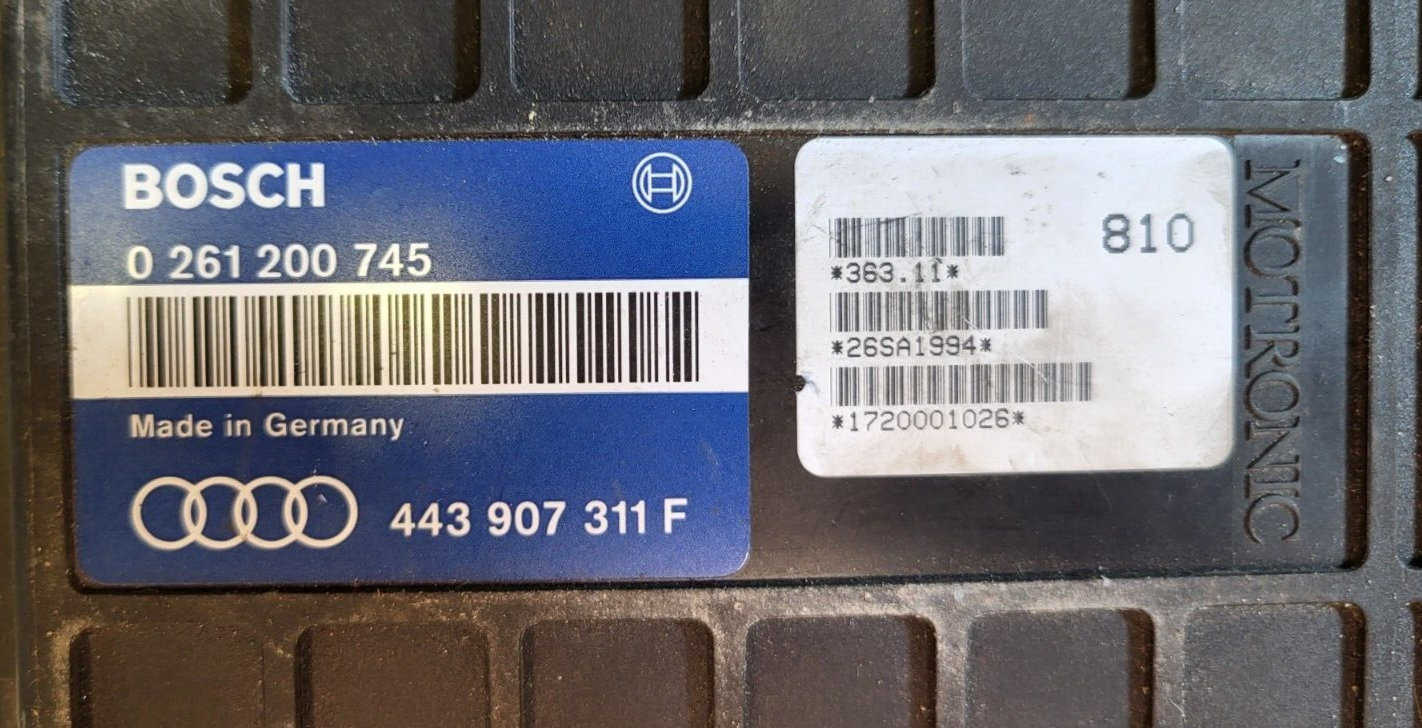 BOSCH
0 261 200 745
Made in Germany
443 907 311 F
810
*363.11*
*26SA1994*
*1720001026*
MOTRONIC